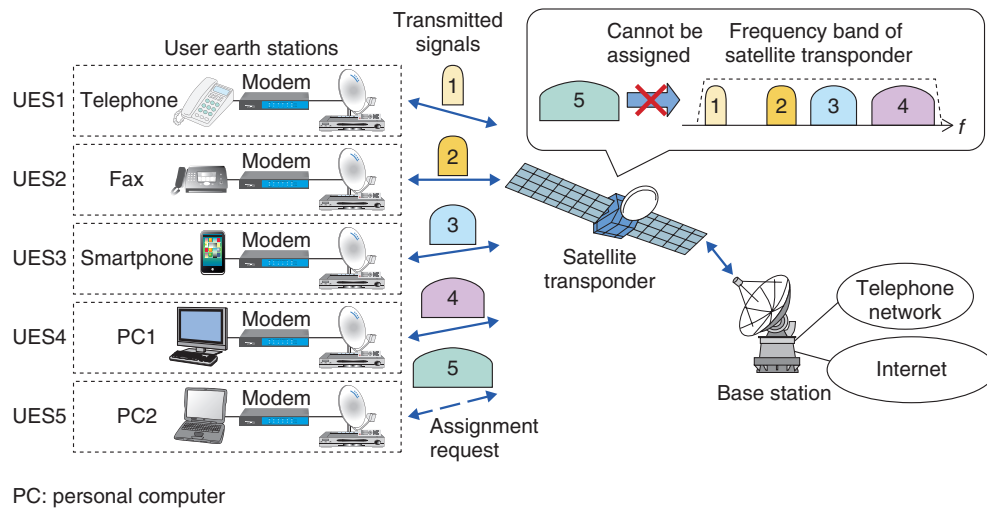 User earth stations
Transmitted
signals
Cannot be
assigned
Frequency band of
satellite transponder
5
1
2
3
4
f
UES1
Telephone
Modem
1
UES2
Fax
Modem
2
UES3
Smartphone
Modem
3
UES4
PC1
Modem
4
UES5
PC2
Modem
5
Assignment
request
Satellite
transponder
Base station
Telephone
network
Internet
PC: personal computer